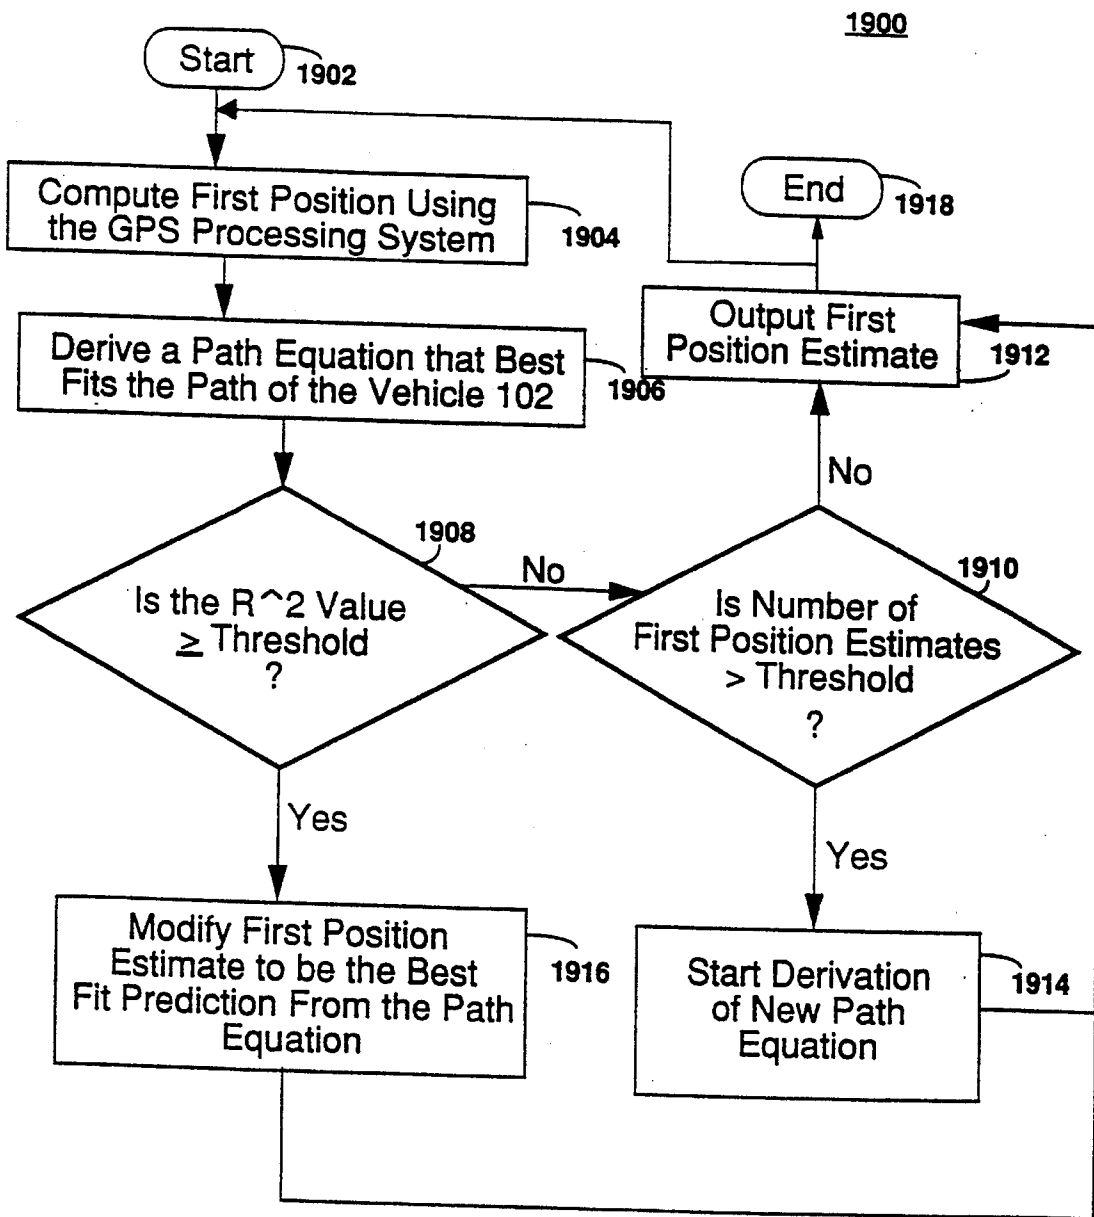 1900
Start
1902
Compute First Position Using
the GPS Processing System
1904
End
1918
Derive a Path Equation that Best
Fits the Path of the Vehicle 102
1906
Output First
Position Estimate
1912
Is the R^2 Value
≥ Threshold
?
1908
No
Is Number of
First Position Estimates
> Threshold
?
1910
No
Yes
Yes
Modify First Position
Estimate to be the Best
Fit Prediction From the Path
Equation
1916
Start Derivation
of New Path
Equation
1914